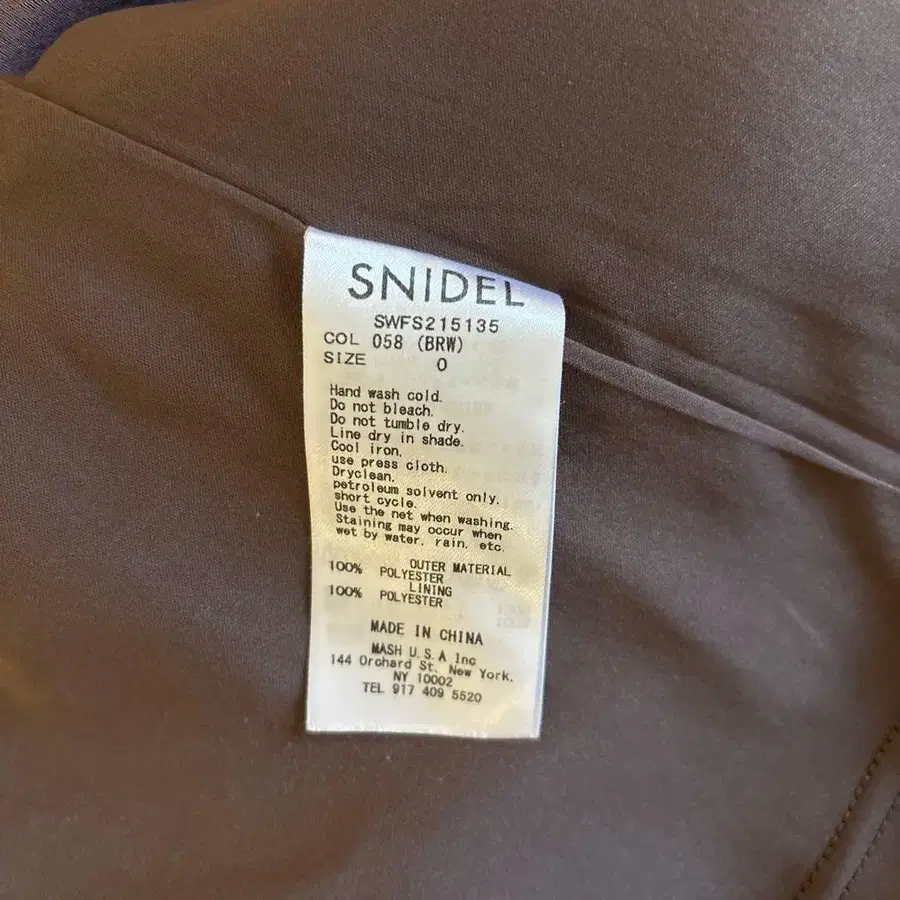 SNIDEL
SWFS215135
COL 058 (BRW)
SIZE 0
Hand wash cold.
Do not bleach.
Do not tumble dry.
Line dry in shade.
Cool iron,
use press cloth.
Dryclean,
petroleum solvent only.
short cycle.
Use the net when washing.
Staining may occur when
wet by water, rain, etc.
OUTER MATERIAL
100% POLYESTER
LINING
100% POLYESTER
MADE IN CHINA
MASH U.S.A Inc
144 Orchard St. New York.
NY 10002
TEL 917 409 5520